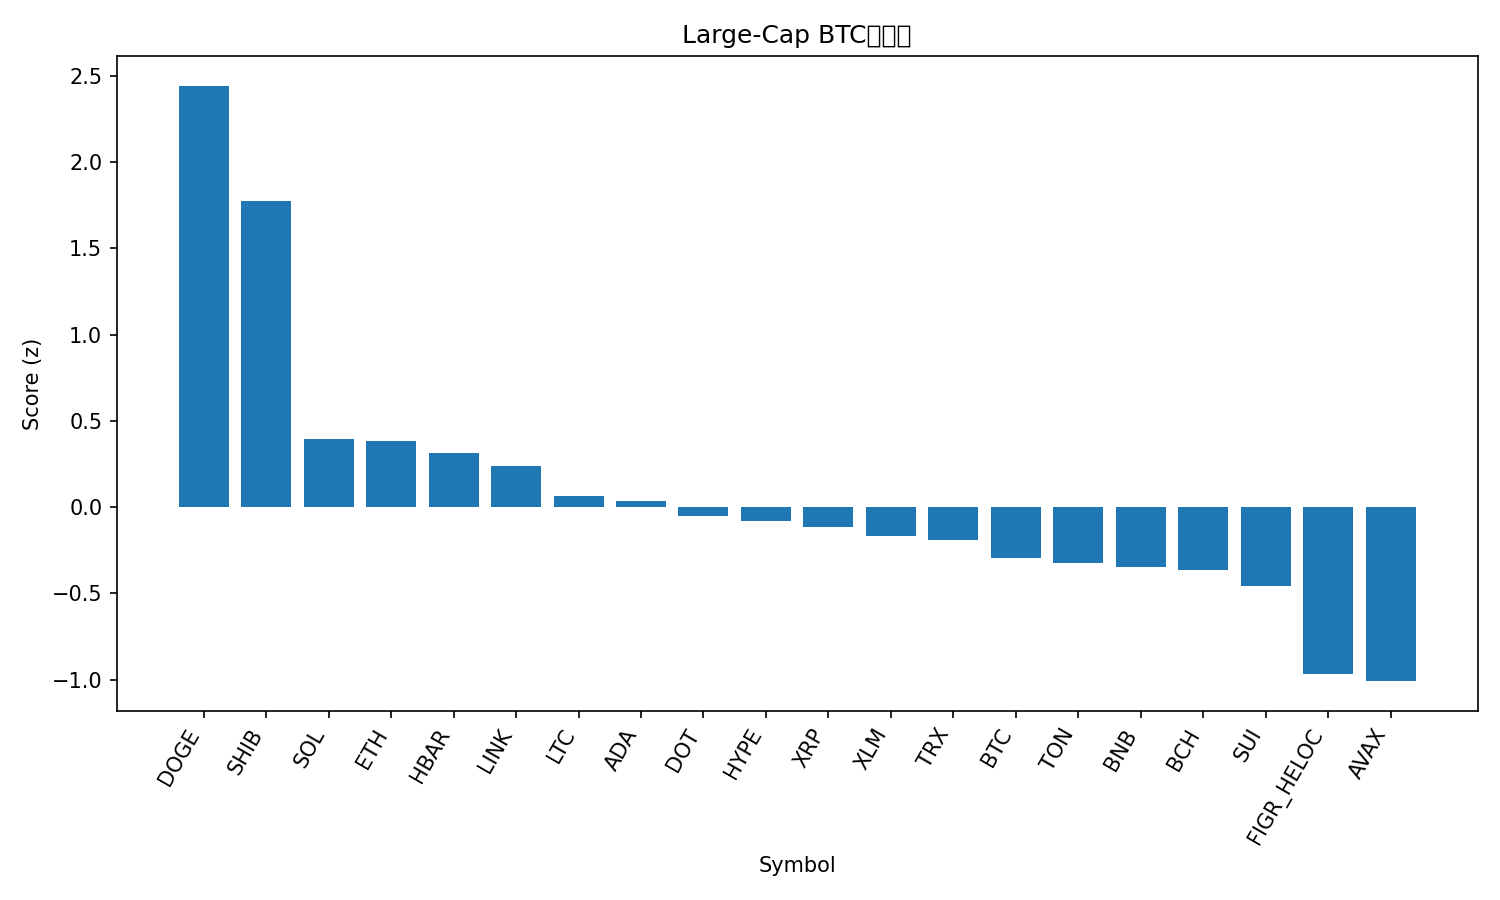 Large-Cap BTC
Score (z)
2.5
2.0
1.5
1.0
0.5
0.0
−0.5
−1.0
DOGE
SHIB
SOL
ETH
HBAR
LINK
LTC
ADA
DOT
HYPE
XRP
XLM
TRX
BTC
TON
BNB
BCH
SUI
FIGR_HELOC
AVAX
Symbol